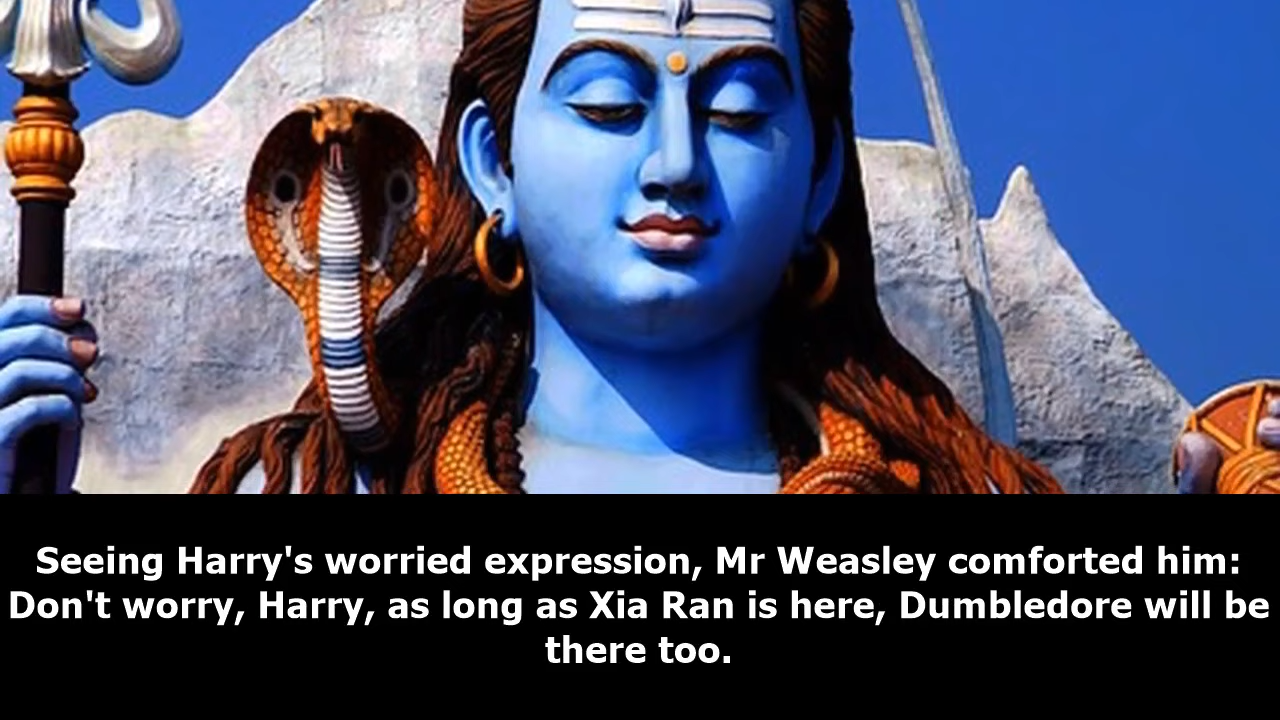 Seeing Harry's worried expression, Mr Weasley comforted him:
Don't worry, Harry, as long as Xia Ran is here, Dumbledore will be
there too.